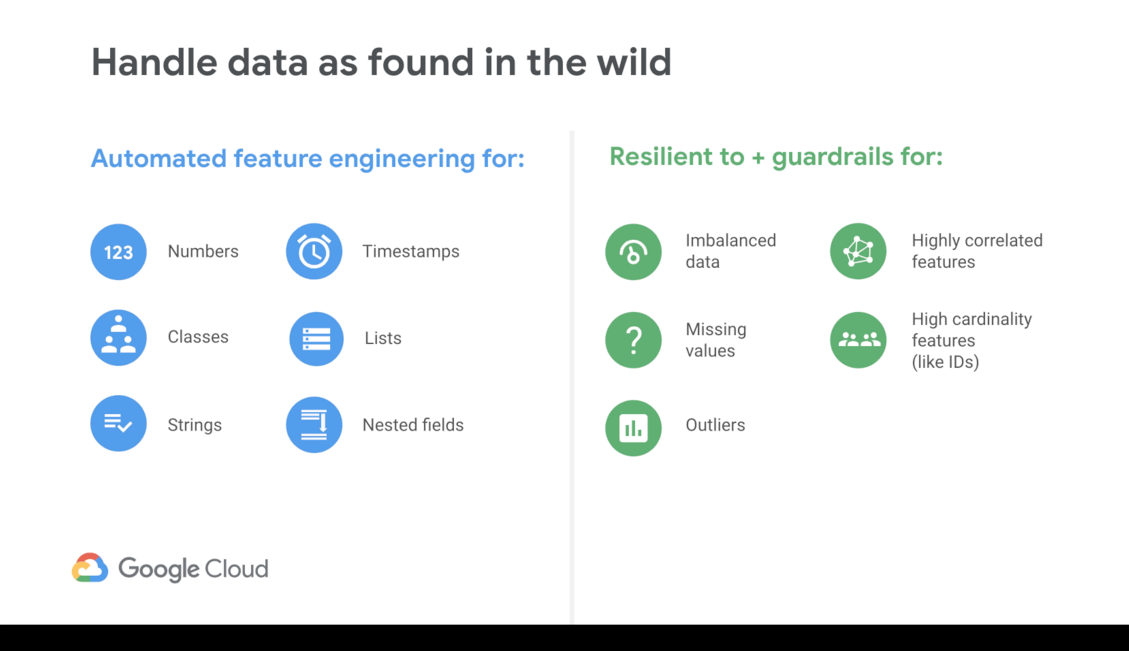 Handle data as found in the wild
Automated feature engineering for:
123
Numbers
Timestamps
Classes
Lists
Strings
Nested fields
Resilient to + guardrails for:
Imbalanced
data
Highly correlated
features
?
Missing
values
High cardinality
features
(like IDs)
Outliers
Google Cloud